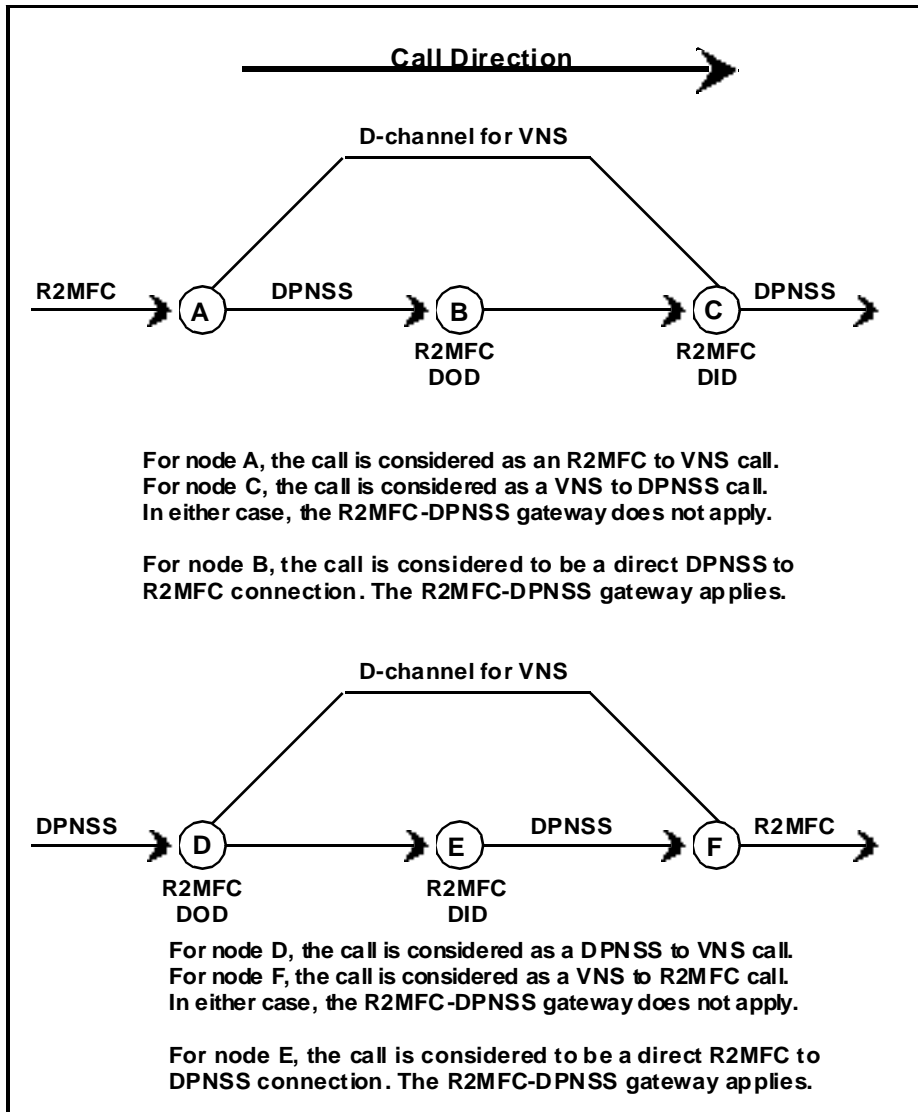 Call Direction
D-channel for VNS
R2MFC
DPNSS
DPNSS
A
B
C
R2MFC
DOD
R2MFC
DID
For node A, the call is considered as an R2MFC to VNS call.
For node C, the call is considered as a VNS to DPNSS call.
In either case, the R2MFC-DPNSS gateway does not apply.
For node B, the call is considered to be a direct DPNSS to
R2MFC connection. The R2MFC-DPNSS gateway applies.
D-channel for VNS
DPNSS
DPNSS
R2MFC
D
E
F
R2MFC
DOD
R2MFC
DID
For node D, the call is considered as a DPNSS to VNS call.
For node F, the call is considered as a VNS to R2MFC call.
In either case, the R2MFC-DPNSS gateway does not apply.
For node E, the call is considered to be a direct R2MFC to
DPNSS connection. The R2MFC-DPNSS gateway applies.